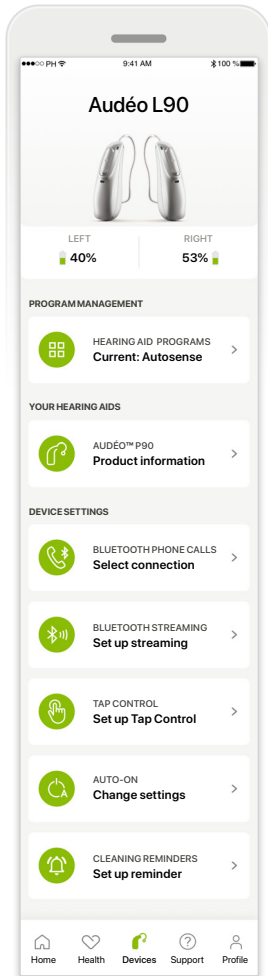 PH 9:41 AM 100 %
Audéo L90
LEFT RIGHT
40% 53%
PROGRAM MANAGEMENT
HEARING AID PROGRAMS
Current: Autosense
YOUR HEARING AIDS
AUDÉO™ P90
Product information
DEVICE SETTINGS
BLUETOOTH PHONE CALLS
Select connection
BLUETOOTH STREAMING
Set up streaming
TAP CONTROL
Set up Tap Control
AUTO-ON
Change settings
CLEANING REMINDERS
Set up reminder
Home Health Devices Support Profile